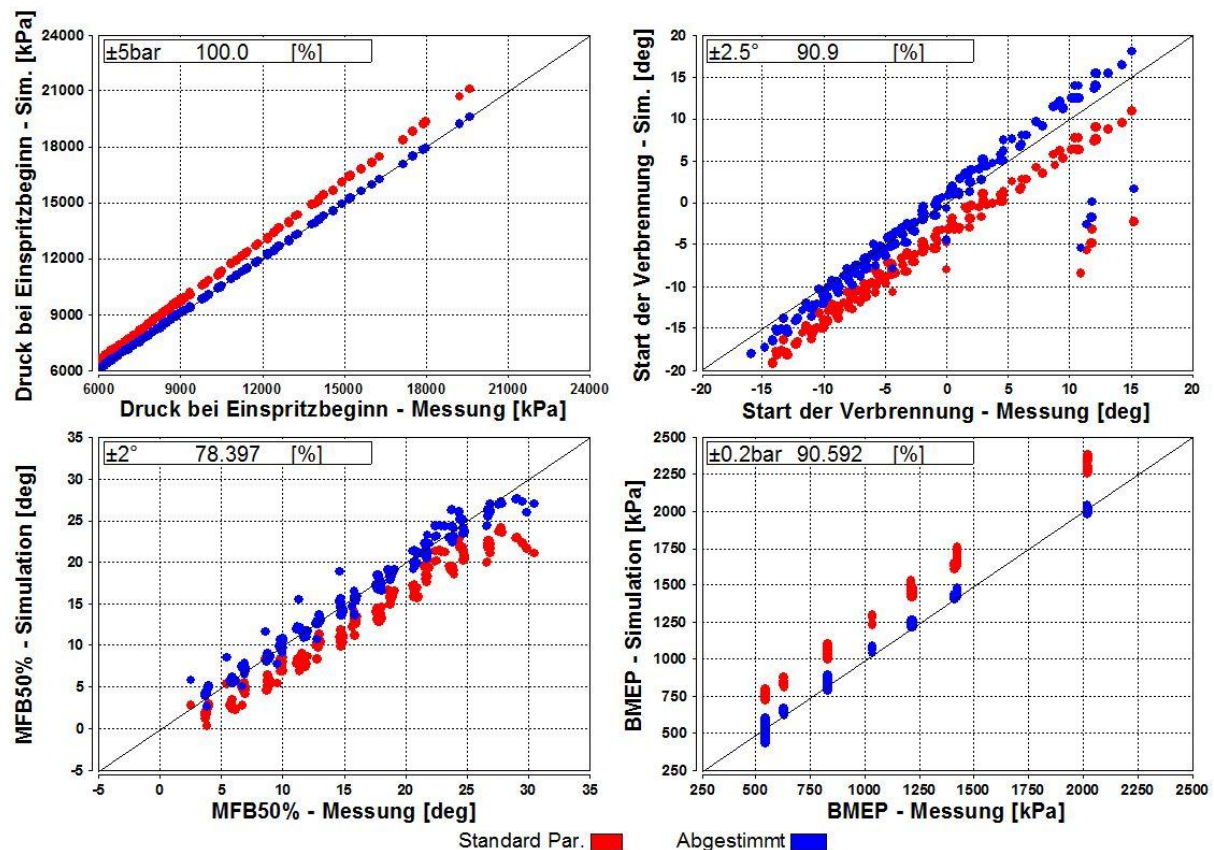 Druck bei Einspritzbeginn - Sim. [kPa]
24000
21000
18000
15000
12000
9000
6000
±5bar 100.0 [%]
6000 9000 12000 15000 18000 21000 24000
Druck bei Einspritzbeginn - Messung [kPa]
Start der Verbrennung - Sim. [deg]
20
15
10
5
0
-5
-10
-15
-20
±2.5° 90.9 [%]
-20 -15 -10 -5 0 5 10 15 20
Start der Verbrennung - Messung [deg]
MFB50% - Simulation [deg]
35
30
25
20
15
10
5
0
-5
±2° 78.397 [%]
-5 0 5 10 15 20 25 30 35
MFB50% - Messung [deg]
BMEP - Simulation [kPa]
2500
2250
2000
1750
1500
1250
1000
750
500
250
±0.2bar 90.592 [%]
250 500 750 1000 1250 1500 1750 2000 2250 2500
BMEP - Messung [kPa]
Standard Par. Abgestimmt